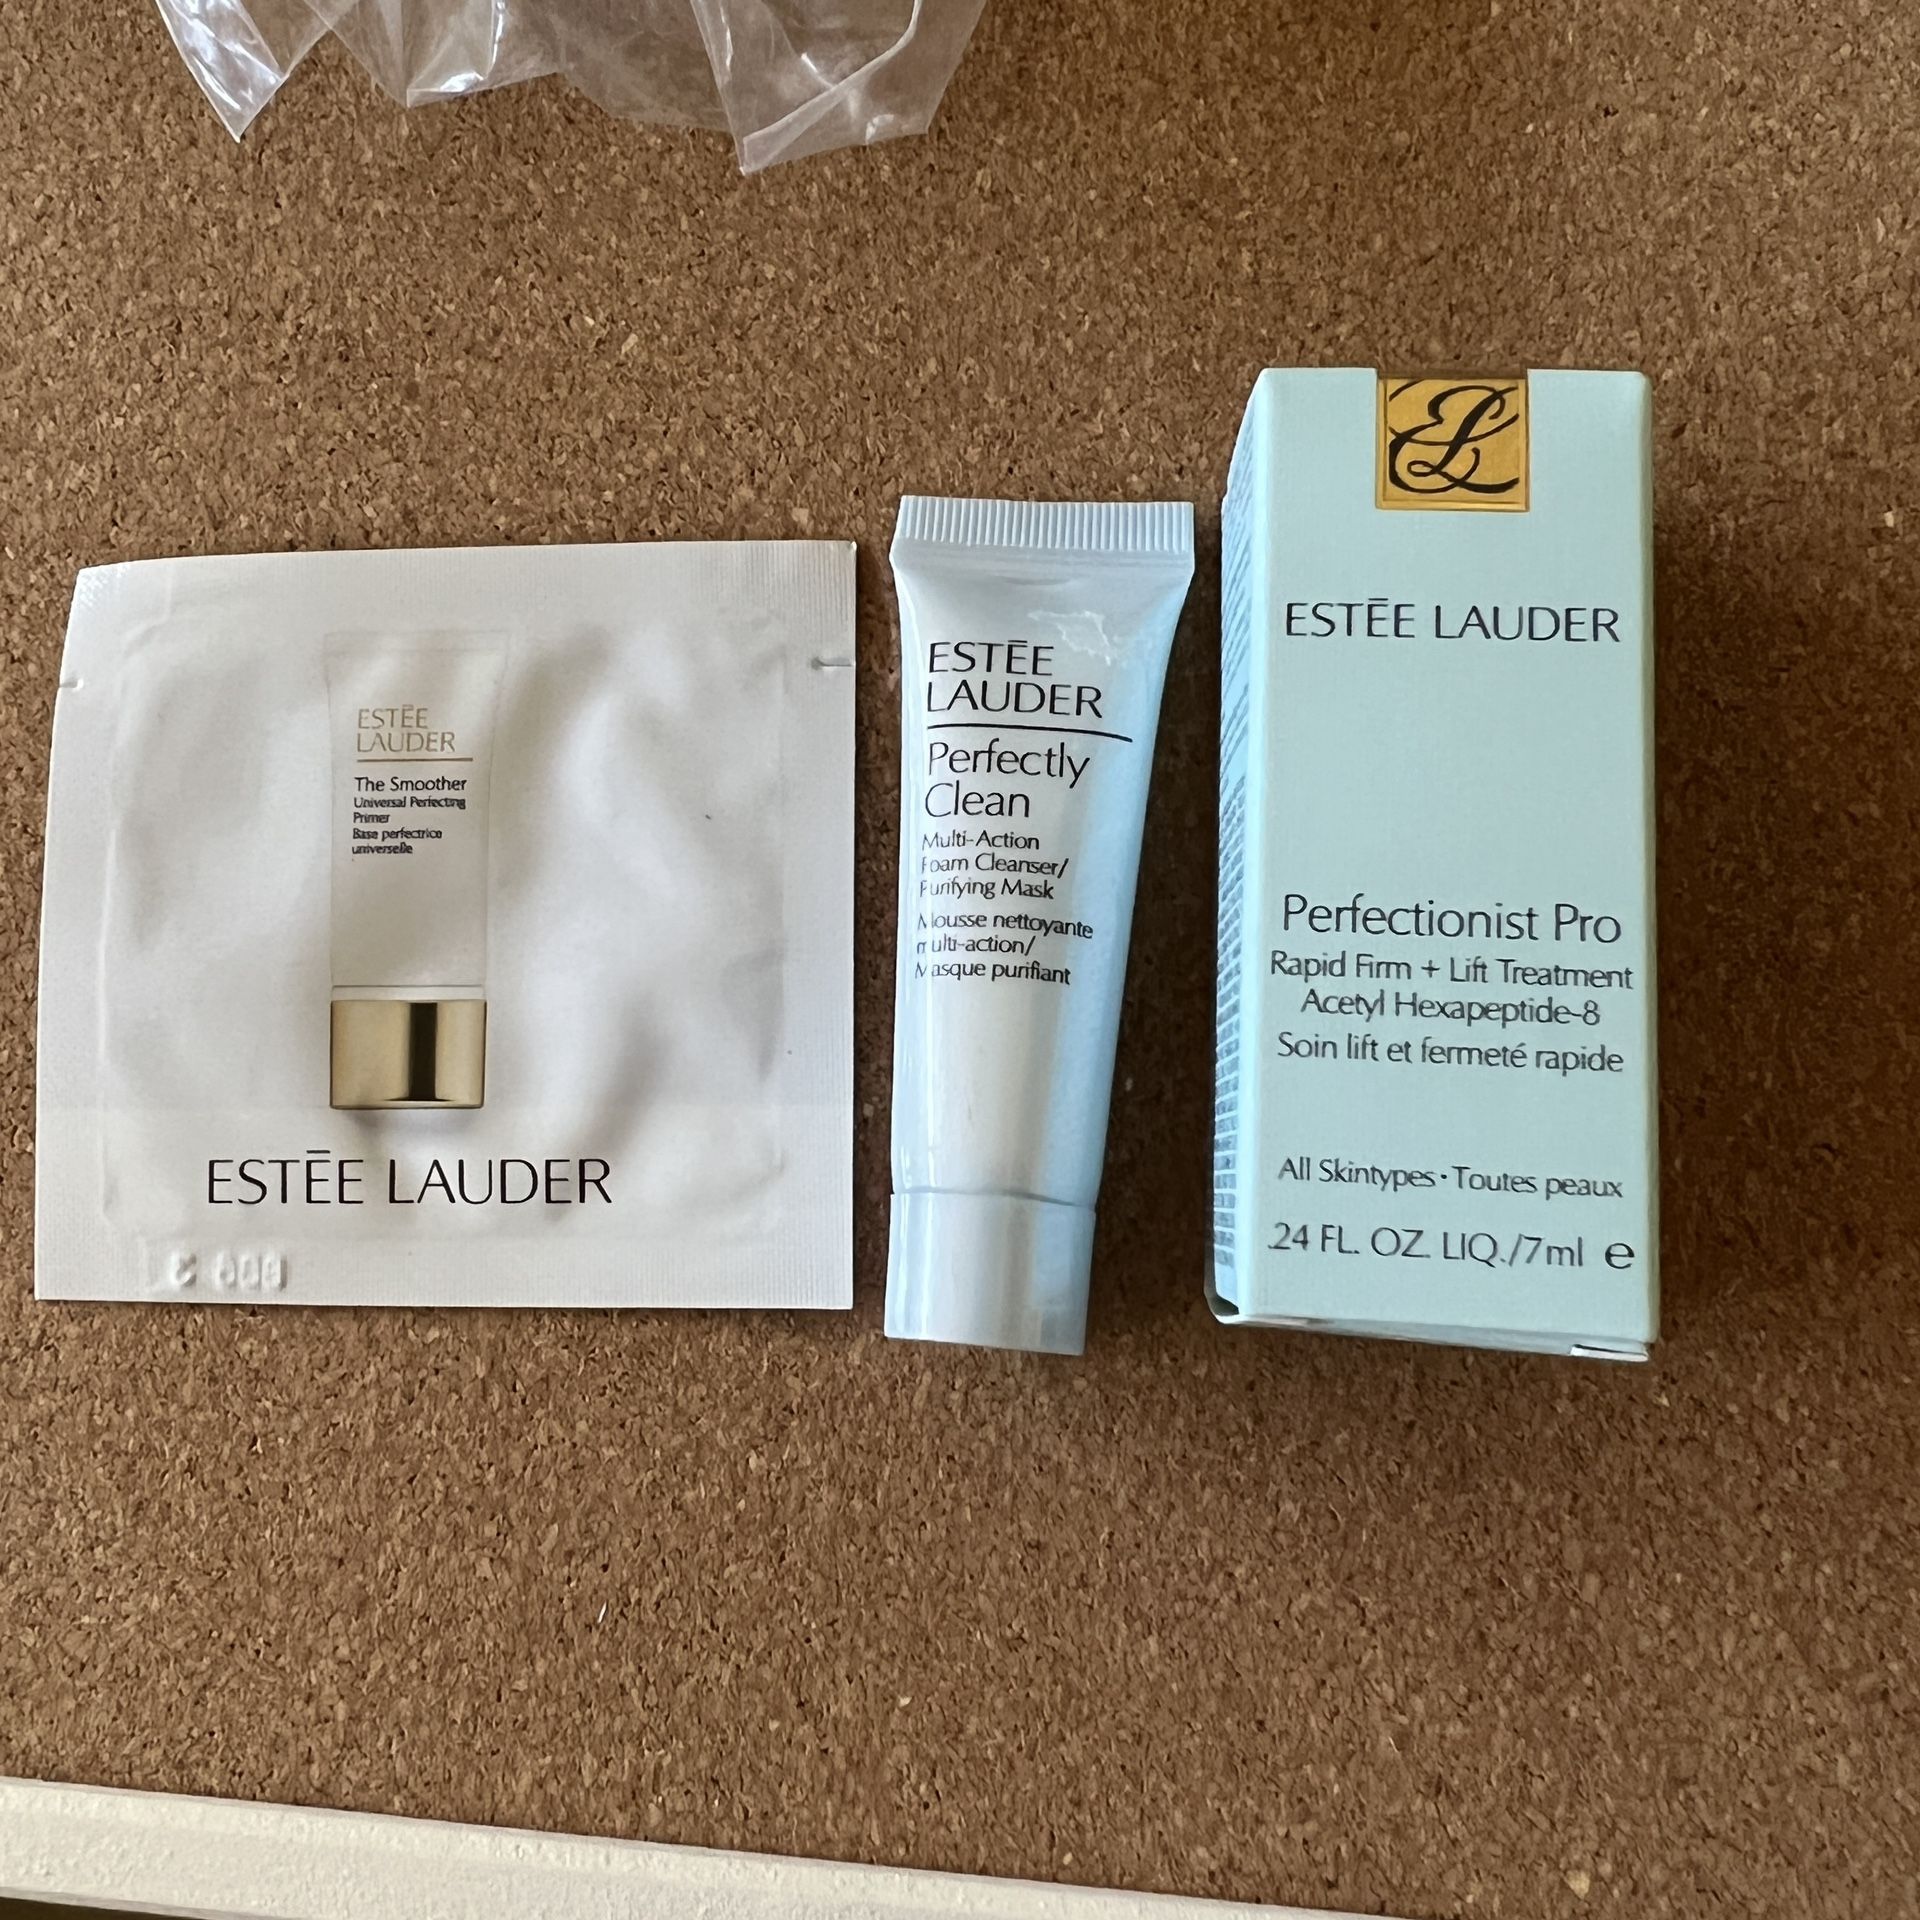 ESTĒE
LAUDER
The Smoother
Universal Perfecting
Primer
Base perfectrice
universelle
ESTĒE LAUDER
ESTĒE
LAUDER
Perfectly
Clean
Multi-Action
Foam Cleanser/
Purifying Mask
Mousse nettoyante
multi-action/
Masque purifiant
EL
ESTĒE LAUDER
Perfectionist Pro
Rapid Firm + Lift Treatment
Acetyl Hexapeptide-8
Soin lift et fermeté rapide
All Skintypes • Toutes peaux
.24 FL. OZ. LIQ./7ml e